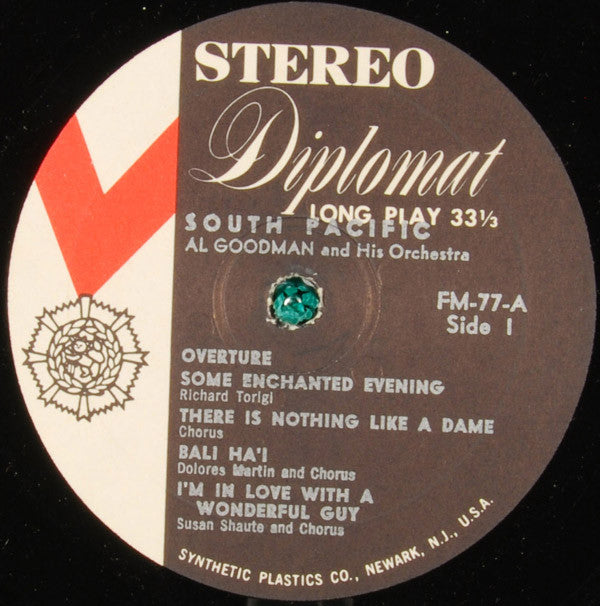 STEREO
Diplomat
LONG PLAY 33⅓
SOUTH PACIFIC
AL GOODMAN and His Orchestra
FM-77-A
Side 1
OVERTURE
SOME ENCHANTED EVENING
Richard Torigi
THERE IS NOTHING LIKE A DAME
Chorus
BALI HA'I
Dolores Martin and Chorus
I'M IN LOVE WITH A
WONDERFUL GUY
Susan Shaute and Chorus
SYNTHETIC PLASTICS CO., NEWARK, N.J., U.S.A.